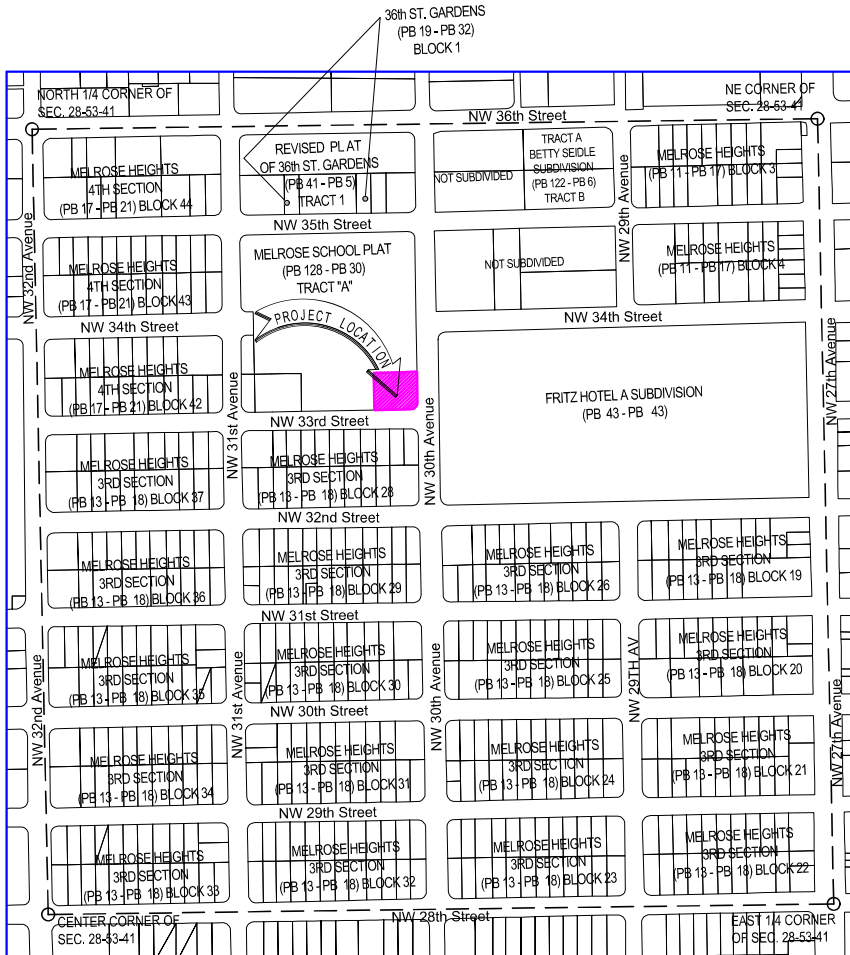 36th ST. GARDENS
(PB 19 - PB 32)
BLOCK 1
NORTH 1/4 CORNER OF
SEC. 28-53-41
NE CORNER OF
SEC. 28-53-41
NW 36th Street
MELROSE HEIGHTS
4TH SECTION
(PB 17 - PB 21) BLOCK 44
REVISED PLAT
OF 36th ST. GARDENS
(PB 41 - PB 5)
TRACT 1
NOT SUBDIVIDED
TRACT A
BETTY SEIDLE
SUBDIVISION
(PB 122 - PB 6)
TRACT B
NW 29th Avenue
MELROSE HEIGHTS
(PB 11 - PB 17) BLOCK 3
NW 35th Street
NW 32nd Avenue
MELROSE HEIGHTS
4TH SECTION
(PB 17 - PB 21) BLOCK 43
MELROSE SCHOOL PLAT
(PB 128 - PB 30)
TRACT "A"
NOT SUBDIVIDED
MELROSE HEIGHTS
(PB 11 - PB 17) BLOCK 4
NW 34th Street
PROJECT LOCATION
NW 34th Street
MELROSE HEIGHTS
4TH SECTION
(PB 17 - PB 21) BLOCK 42
NW 31st Avenue
NW 30th Avenue
FRITZ HOTEL A SUBDIVISION
(PB 43 - PB 43)
NW 27th Avenue
NW 33rd Street
MELROSE HEIGHTS
3RD SECTION
(PB 13 - PB 18) BLOCK 37
MELROSE HEIGHTS
3RD SECTION
(PB 13 - PB 18) BLOCK 28
NW 32nd Street
MELROSE HEIGHTS
3RD SECTION
(PB 13 - PB 18) BLOCK 36
MELROSE HEIGHTS
3RD SECTION
(PB 13 - PB 18) BLOCK 29
MELROSE HEIGHTS
3RD SECTION
(PB 13 - PB 18) BLOCK 26
MELROSE HEIGHTS
3RD SECTION
(PB 13 - PB 18) BLOCK 19
NW 31st Street
NW 32nd Avenue
MELROSE HEIGHTS
3RD SECTION
(PB 13 - PB 18) BLOCK 35
NW 31st Avenue
MELROSE HEIGHTS
3RD SECTION
(PB 13 - PB 18) BLOCK 30
NW 30th Avenue
MELROSE HEIGHTS
3RD SECTION
(PB 13 - PB 18) BLOCK 25
NW 29TH AV
MELROSE HEIGHTS
3RD SECTION
(PB 13 - PB 18) BLOCK 20
NW 27th Avenue
NW 30th Street
MELROSE HEIGHTS
3RD SECTION
(PB 13 - PB 18) BLOCK 34
MELROSE HEIGHTS
3RD SECTION
(PB 13 - PB 18) BLOCK 31
MELROSE HEIGHTS
3RD SECTION
(PB 13 - PB 18) BLOCK 24
MELROSE HEIGHTS
3RD SECTION
(PB 13 - PB 18) BLOCK 21
NW 29th Street
MELROSE HEIGHTS
3RD SECTION
(PB 13 - PB 18) BLOCK 33
MELROSE HEIGHTS
3RD SECTION
(PB 13 - PB 18) BLOCK 32
MELROSE HEIGHTS
3RD SECTION
(PB 13 - PB 18) BLOCK 23
MELROSE HEIGHTS
3RD SECTION
(PB 13 - PB 18) BLOCK 22
NW 28th Street
CENTER CORNER OF
SEC. 28-53-41
EAST 1/4 CORNER
OF SEC. 28-53-41